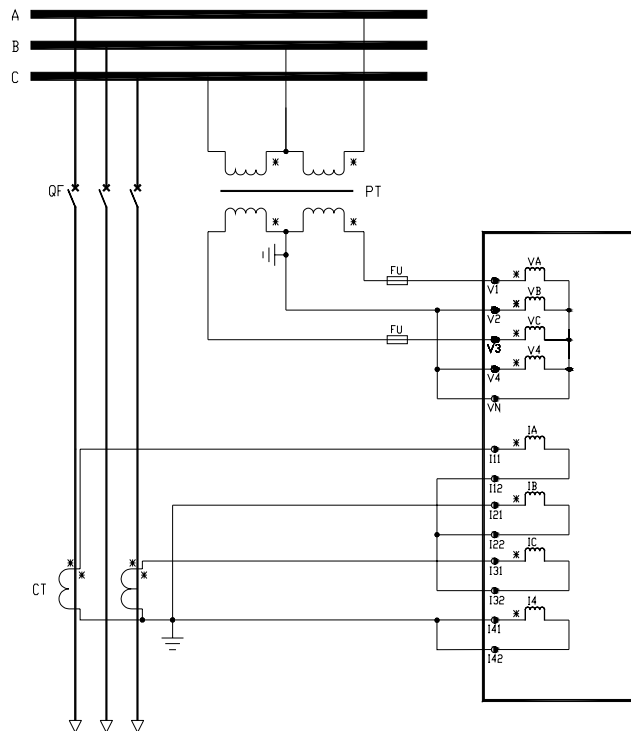 A
B
C
QF
PT
FU
VA
V1
VB
V2
FU
VC
V3
V4
V4
VN
IA
I11
I12
IB
I21
I22
IC
I31
I32
CT
I4
I41
I42